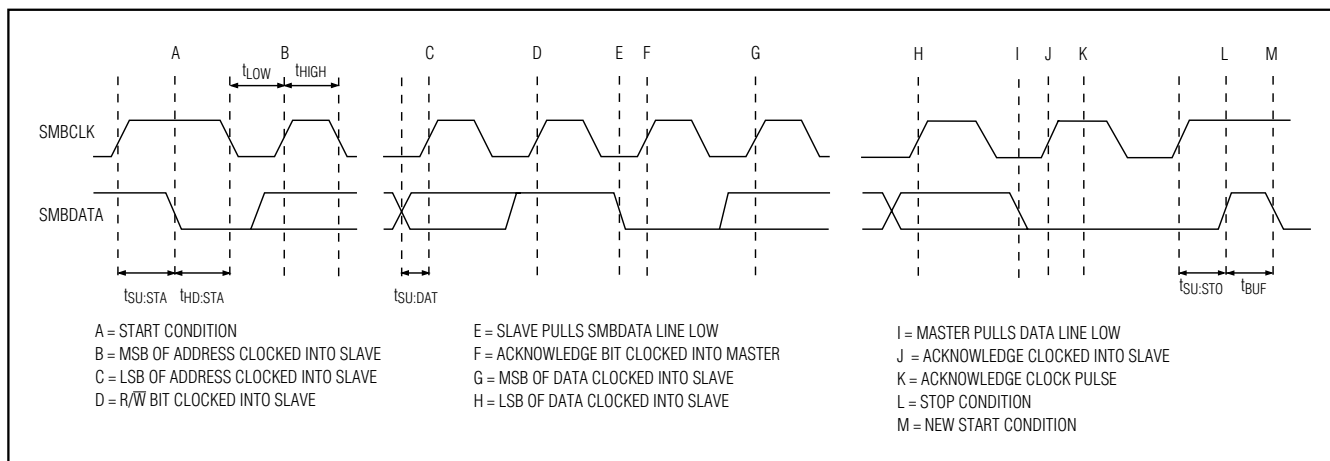 A B C D E F G H I J K L M
tLOW tHIGH
SMBCLK
SMBDATA
tSU:STA tHD:STA tSU:DAT tSU:STO tBUF
A = START CONDITION
B = MSB OF ADDRESS CLOCKED INTO SLAVE
C = LSB OF ADDRESS CLOCKED INTO SLAVE
D = R/W̅ BIT CLOCKED INTO SLAVE
E = SLAVE PULLS SMBDATA LINE LOW
F = ACKNOWLEDGE BIT CLOCKED INTO MASTER
G = MSB OF DATA CLOCKED INTO SLAVE
H = LSB OF DATA CLOCKED INTO SLAVE
I = MASTER PULLS DATA LINE LOW
J = ACKNOWLEDGE CLOCKED INTO SLAVE
K = ACKNOWLEDGE CLOCK PULSE
L = STOP CONDITION
M = NEW START CONDITION